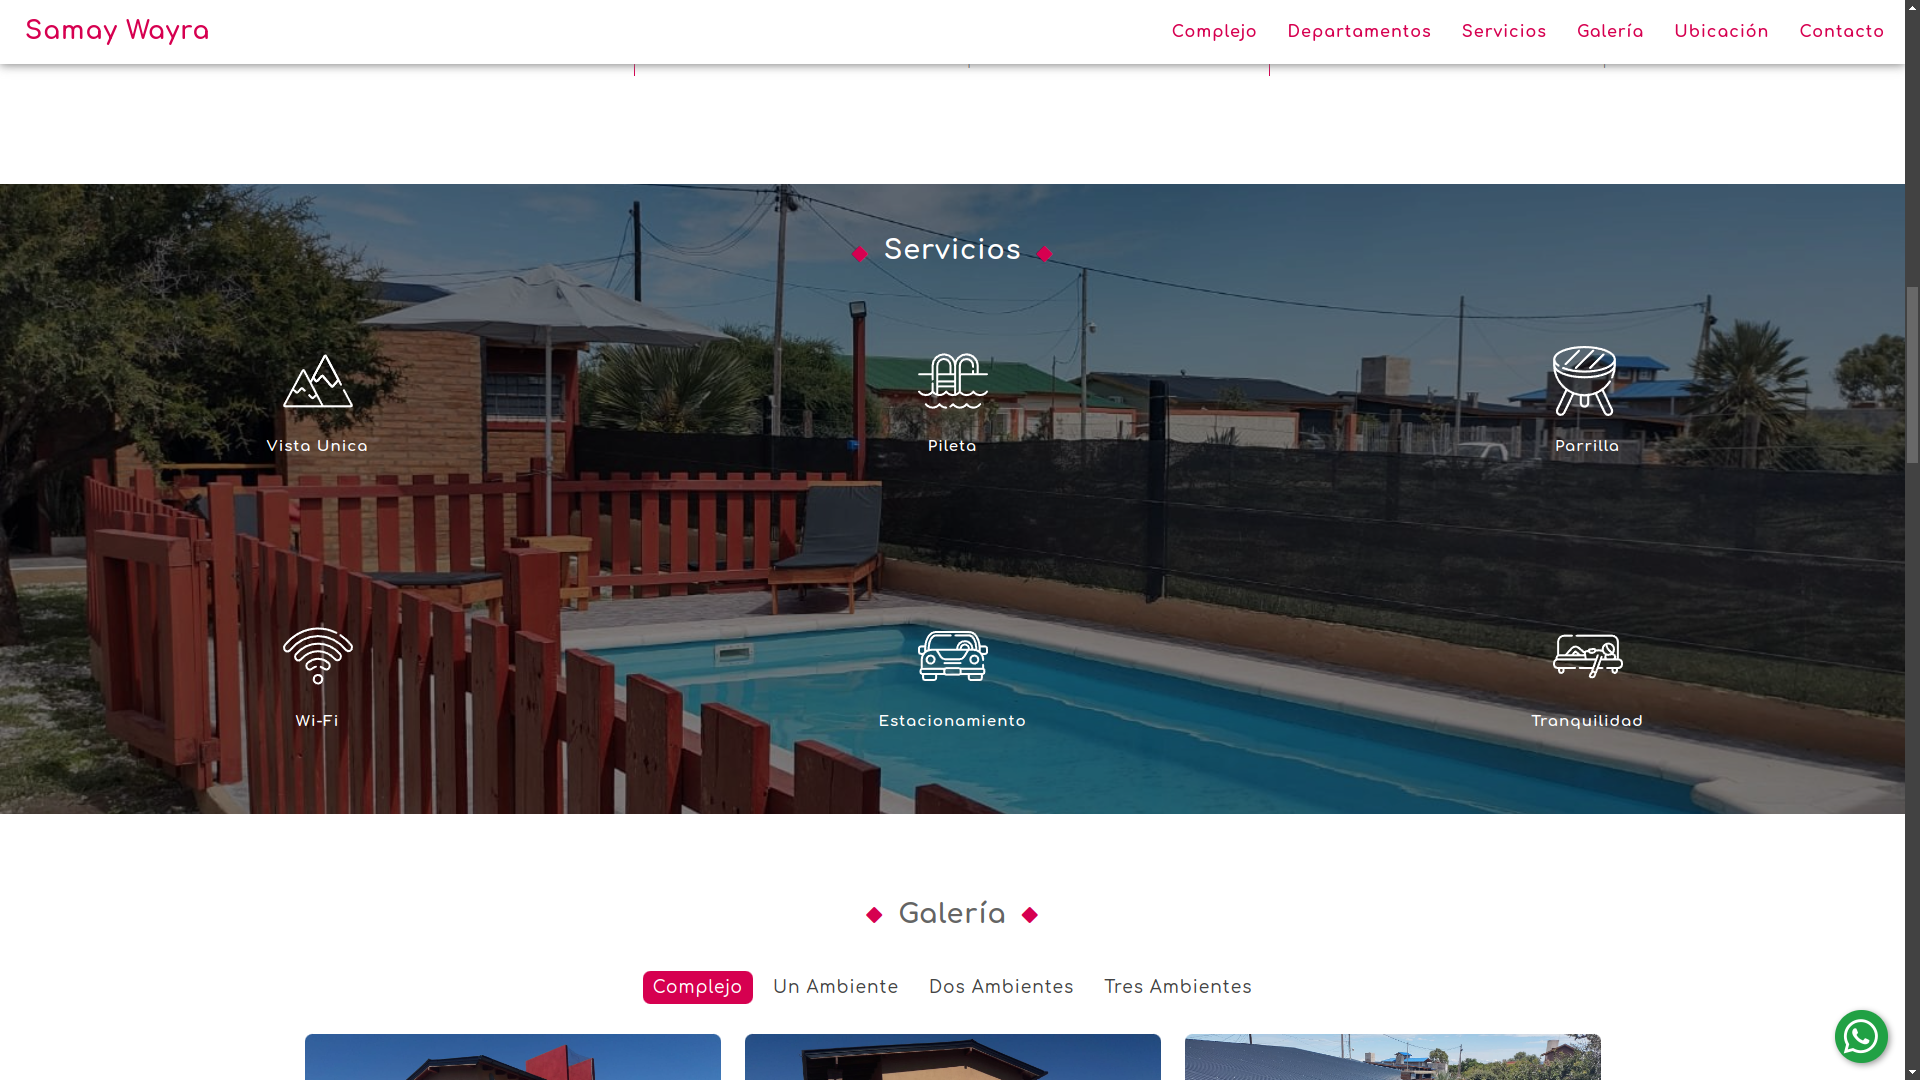 Samay Wayra
Complejo
Departamentos
Servicios
Galería
Ubicación
Contacto
Servicios
Vista Unica
Pileta
Parrilla
Wi-Fi
Estacionamiento
Tranquilidad
Galería
Complejo
Un Ambiente
Dos Ambientes
Tres Ambientes